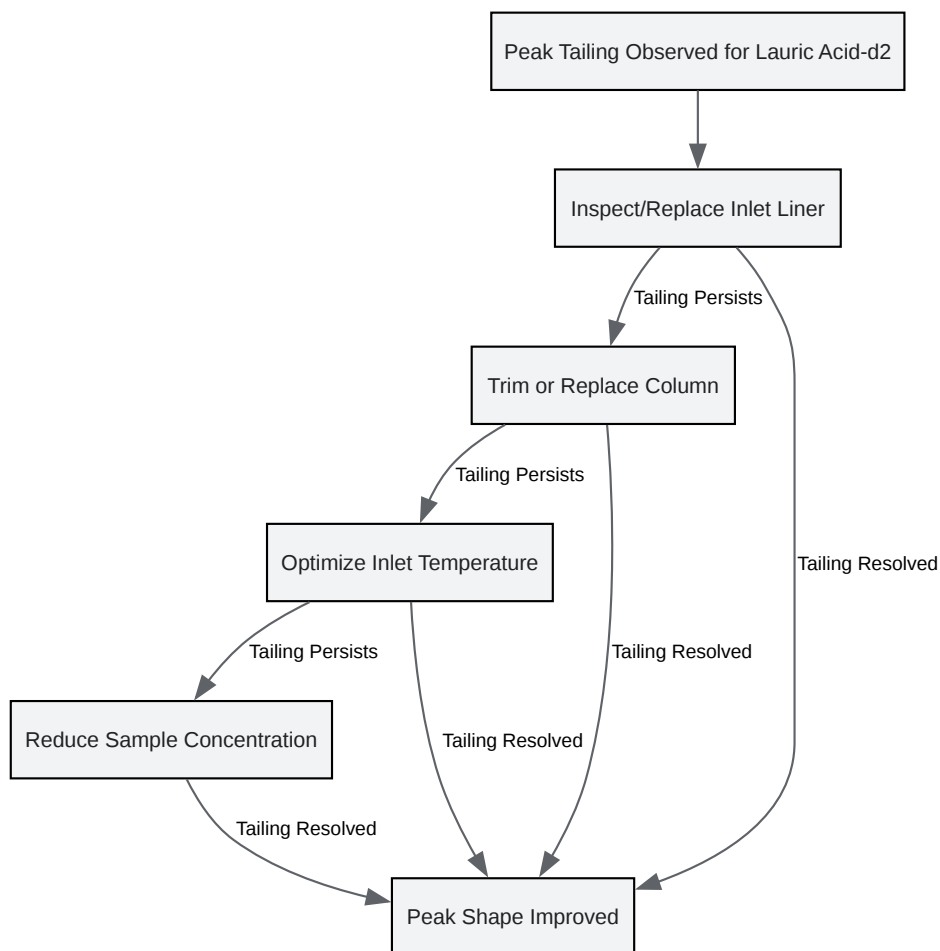 Peak Tailing Observed for Lauric Acid-d2
Inspect/Replace Inlet Liner
Tailing Persists
Trim or Replace Column
Tailing Persists
Optimize Inlet Temperature
Tailing Resolved
Tailing Persists
Tailing Resolved
Reduce Sample Concentration
Tailing Resolved
Tailing Resolved
Peak Shape Improved